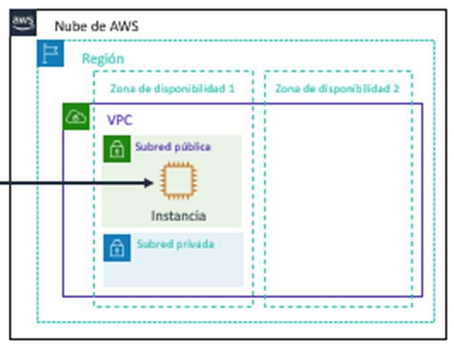 aws
Nube de AWS
Región
Zona de disponibilidad 1
Zona de disponibilidad 2
VPC
Subred pública
Instancia
Subred privada